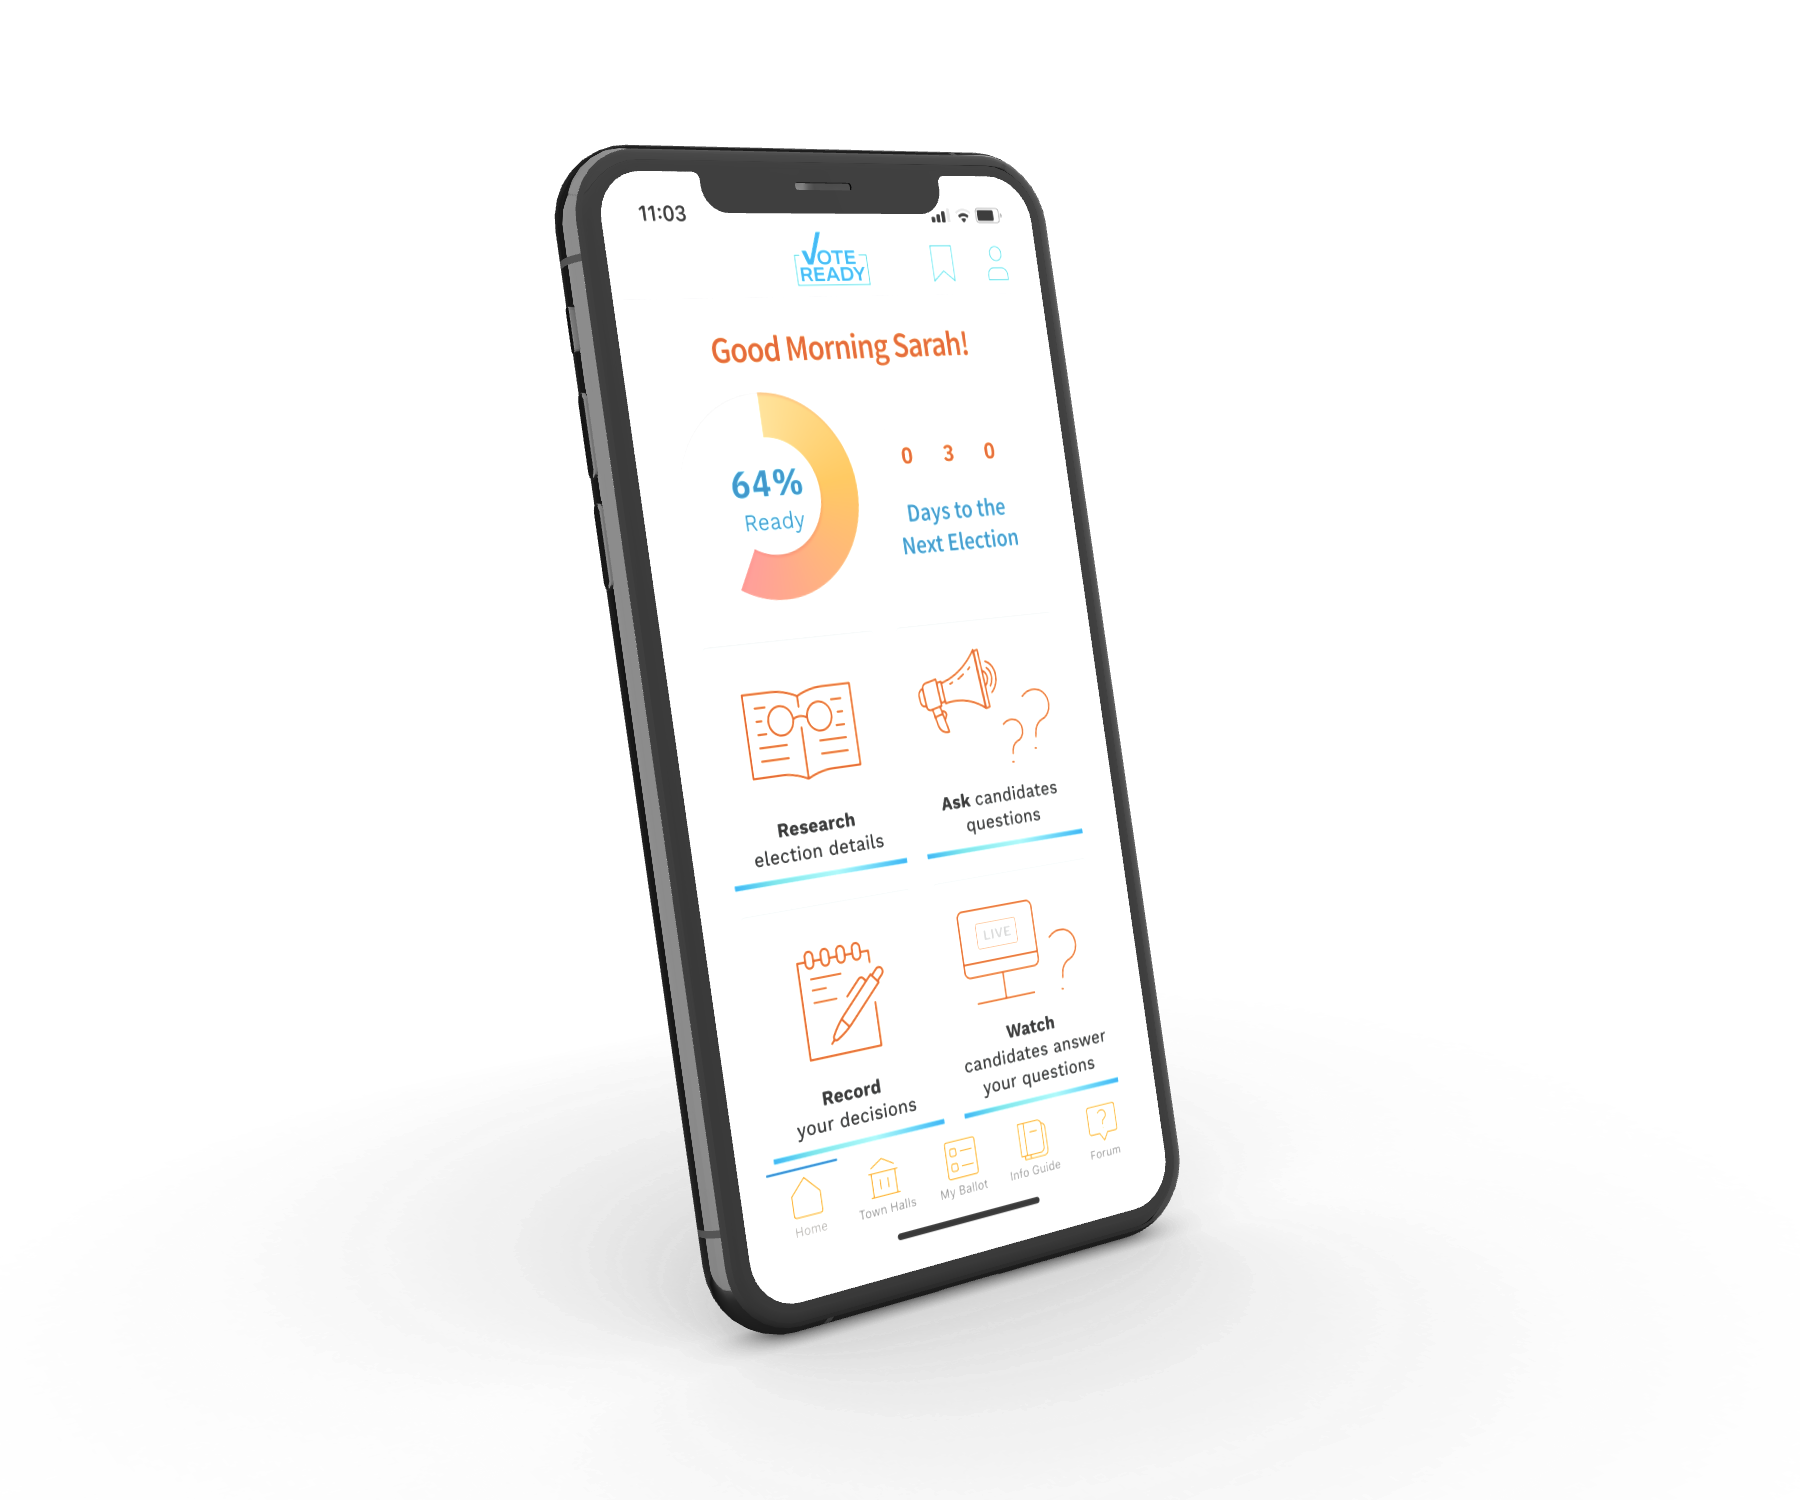 11:03
VOTE
READY
Good Morning Sarah!
64%
Ready
0 3 0
Days to the
Next Election
Research
election details
Ask candidates
questions
LIVE
Record
your decisions
Watch
candidates answer
your questions
Home
Town Halls
My Ballot
Info Guide
Forum